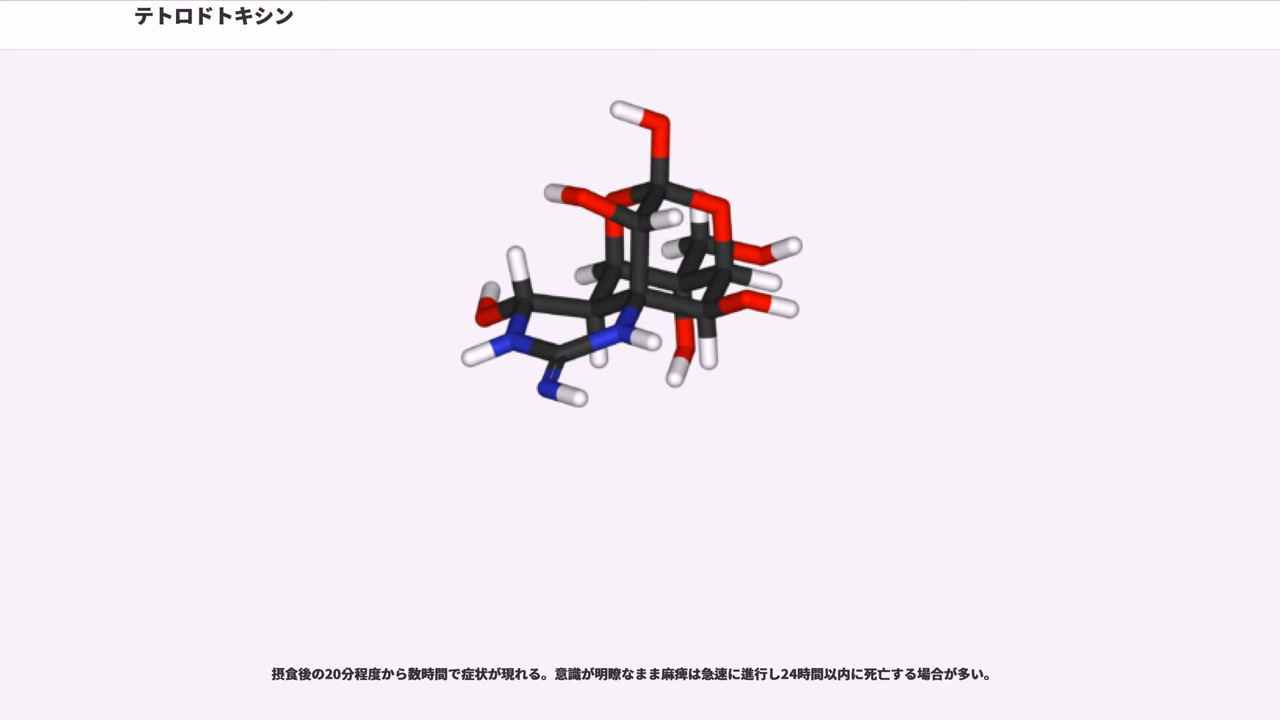 テトロドトキシン
摂食後の20分程度から数時間で症状が現れる。意識が明瞭なまま麻痺は急速に進行し24時間以内に死亡する場合が多い。